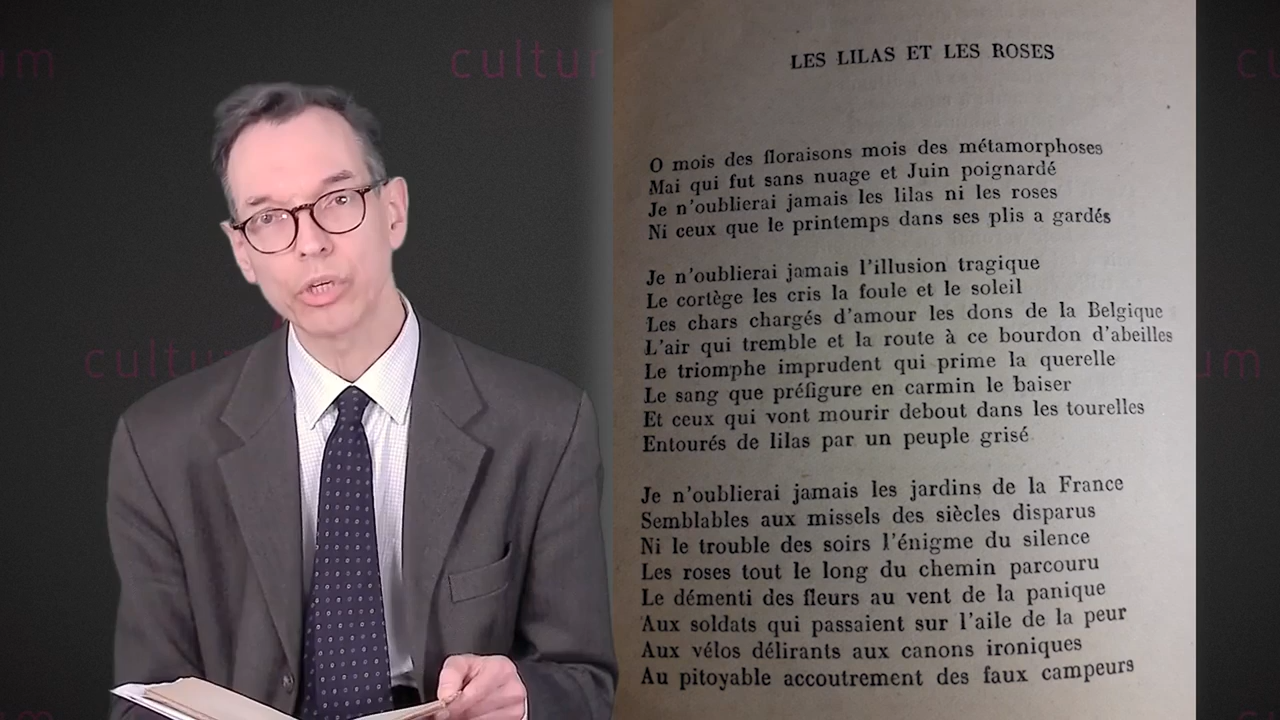 um
cultur
cu
LES LILAS ET LES ROSES
O mois des floraisons mois des métamorphoses
Mai qui fut sans nuage et Juin poignardé
Je n'oublierai jamais les lilas ni les roses
Ni ceux que le printemps dans ses plis a gardés
Je n'oublierai jamais l'illusion tragique
Le cortège les cris la foule et le soleil
Les chars chargés d'amour les dons de la Belgique
L'air qui tremble et la route à ce bourdon d'abeilles
Le triomphe imprudent qui prime la querelle
Le sang que préfigure en carmin le baiser
Et ceux qui vont mourir debout dans les tourelles
Entourés de lilas par un peuple grisé
Je n'oublierai jamais les jardins de la France
Semblables aux missels des siècles disparus
Ni le trouble des soirs l'énigme du silence
Les roses tout le long du chemin parcouru
Le démenti des fleurs au vent de la panique
Aux soldats qui passaient sur l'aile de la peur
Aux vélos délirants aux canons ironiques
Au pitoyable accoutrement des faux campeurs
cultu
um